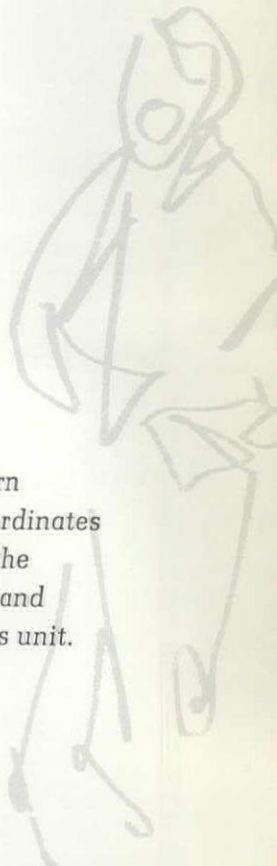 rn
rdinates
he
and
s unit.